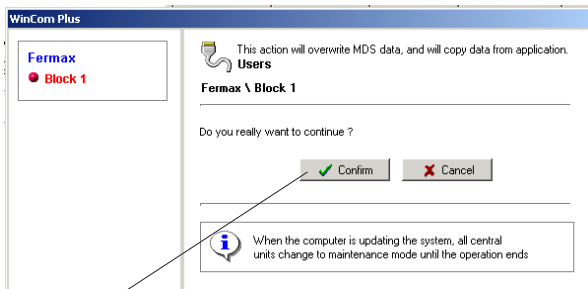 WinCom Plus
Fermax
Block 1
This action will overwrite MDS data, and will copy data from application.
Users
Fermax \ Block 1
Do you really want to continue ?
Confirm
Cancel
When the computer is updating the system, all central
units change to maintenance mode until the operation ends